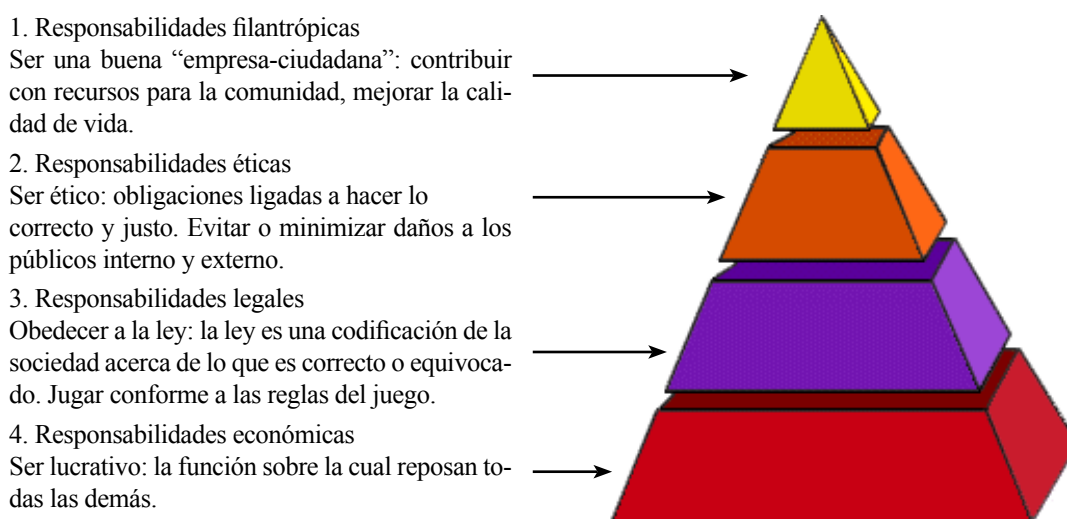 1. Responsabilidades filantrópicas
Ser una buena “empresa-ciudadana”: contribuir
con recursos para la comunidad, mejorar la cali-
dad de vida.
2. Responsabilidades éticas
Ser ético: obligaciones ligadas a hacer lo
correcto y justo. Evitar o minimizar daños a los
públicos interno y externo.
3. Responsabilidades legales
Obedecer a la ley: la ley es una codificación de la
sociedad acerca de lo que es correcto o equivoca-
do. Jugar conforme a las reglas del juego.
4. Responsabilidades económicas
Ser lucrativo: la función sobre la cual reposan to-
das las demás.